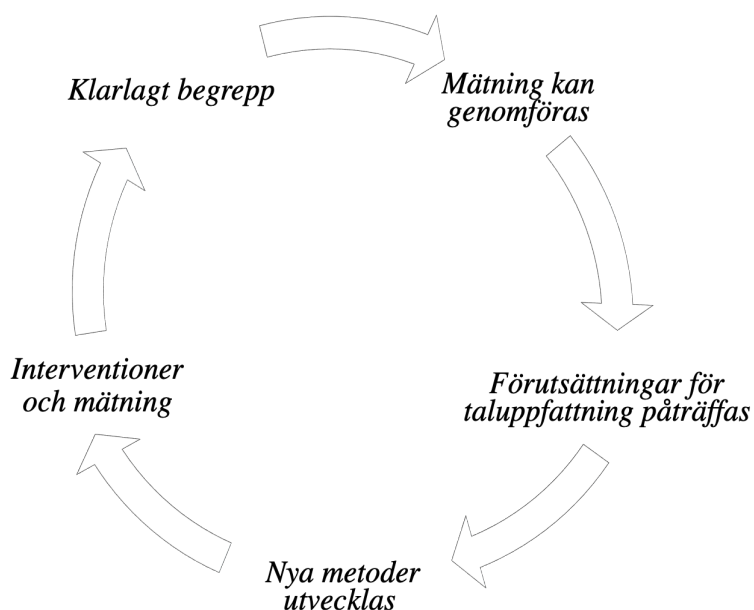 Klarlagt begrepp
Mätning kan
genomföras
Förutsättningar för
taluppfattning påträffas
Nya metoder
utvecklas
Interventioner
och mätning